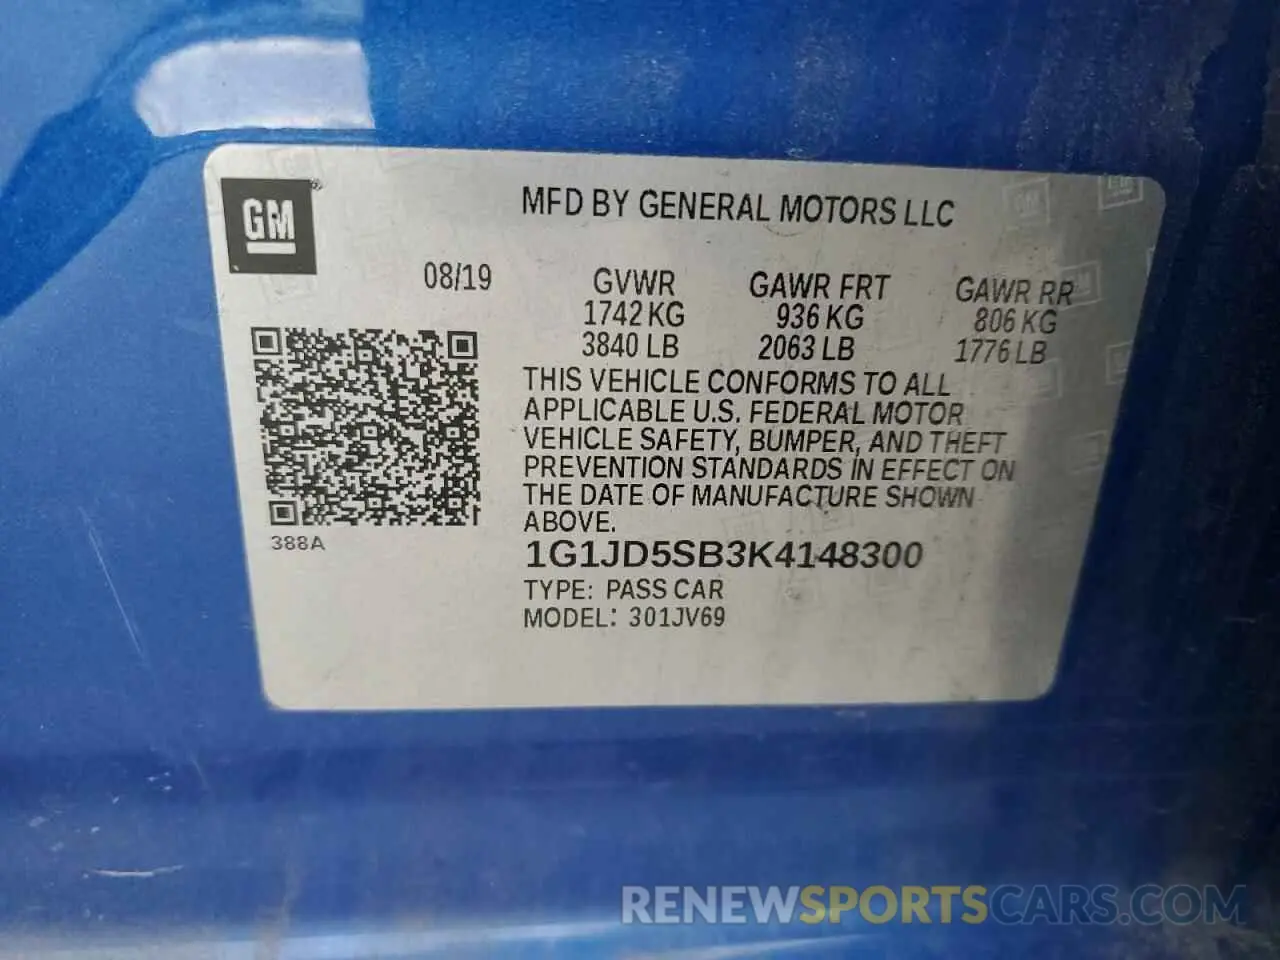 GM
MFD BY GENERAL MOTORS LLC
08/19 GVWR GAWR FRT GAWR RR
1742 KG 936 KG 806 KG
3840 LB 2063 LB 1776 LB
THIS VEHICLE CONFORMS TO ALL
APPLICABLE U.S. FEDERAL MOTOR
VEHICLE SAFETY, BUMPER, AND THEFT
PREVENTION STANDARDS IN EFFECT ON
THE DATE OF MANUFACTURE SHOWN
ABOVE.
388A
1G1JD5SB3K4148300
TYPE: PASS CAR
MODEL: 301JV69
RENEWSPORTSCARS.COM